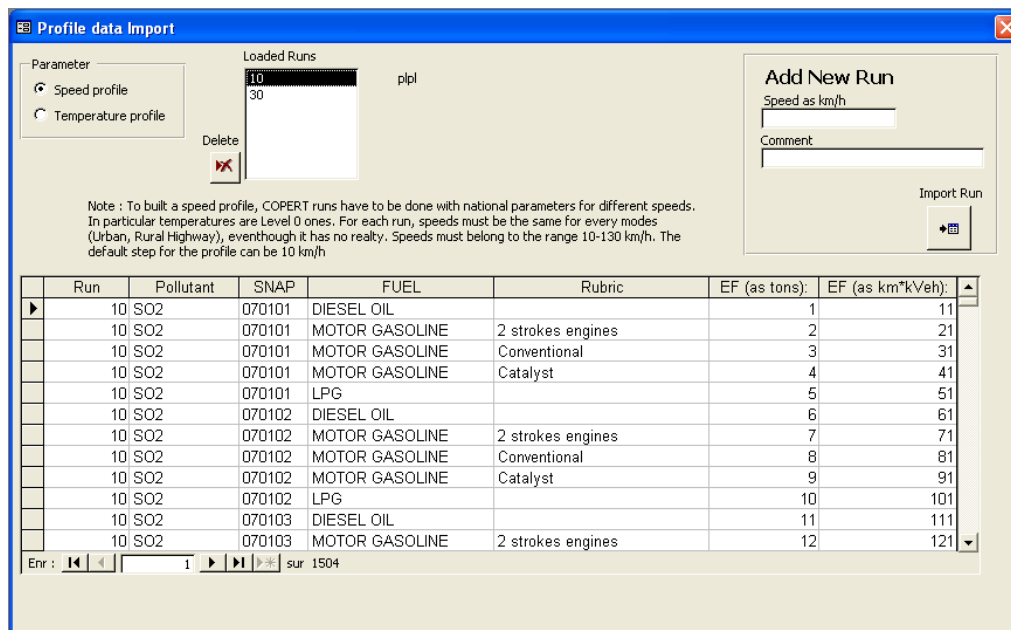 Profile data Import
Parameter
Speed profile
Temperature profile
Loaded Runs
10
30
plpl
Delete
Add New Run
Speed as km/h
Comment
Import Run
Note : To built a speed profile, COPERT runs have to be done with national parameters for different speeds.
In particular temperatures are Level 0 ones. For each run, speeds must be the same for every modes
(Urban, Rural Highway), eventhough it has no realty. Speeds must belong to the range 10-130 km/h. The
default step for the profile can be 10 km/h
Run Pollutant SNAP FUEL Rubric EF (as tons): EF (as km*kVeh):
10 SO2 070101 DIESEL OIL 1 11
10 SO2 070101 MOTOR GASOLINE 2 strokes engines 2 21
10 SO2 070101 MOTOR GASOLINE Conventional 3 31
10 SO2 070101 MOTOR GASOLINE Catalyst 4 41
10 SO2 070101 LPG 5 51
10 SO2 070102 DIESEL OIL 6 61
10 SO2 070102 MOTOR GASOLINE 2 strokes engines 7 71
10 SO2 070102 MOTOR GASOLINE Conventional 8 81
10 SO2 070102 MOTOR GASOLINE Catalyst 9 91
10 SO2 070102 LPG 10 101
10 SO2 070103 DIESEL OIL 11 111
10 SO2 070103 MOTOR GASOLINE 2 strokes engines 12 121
Enr : 1 sur 1504